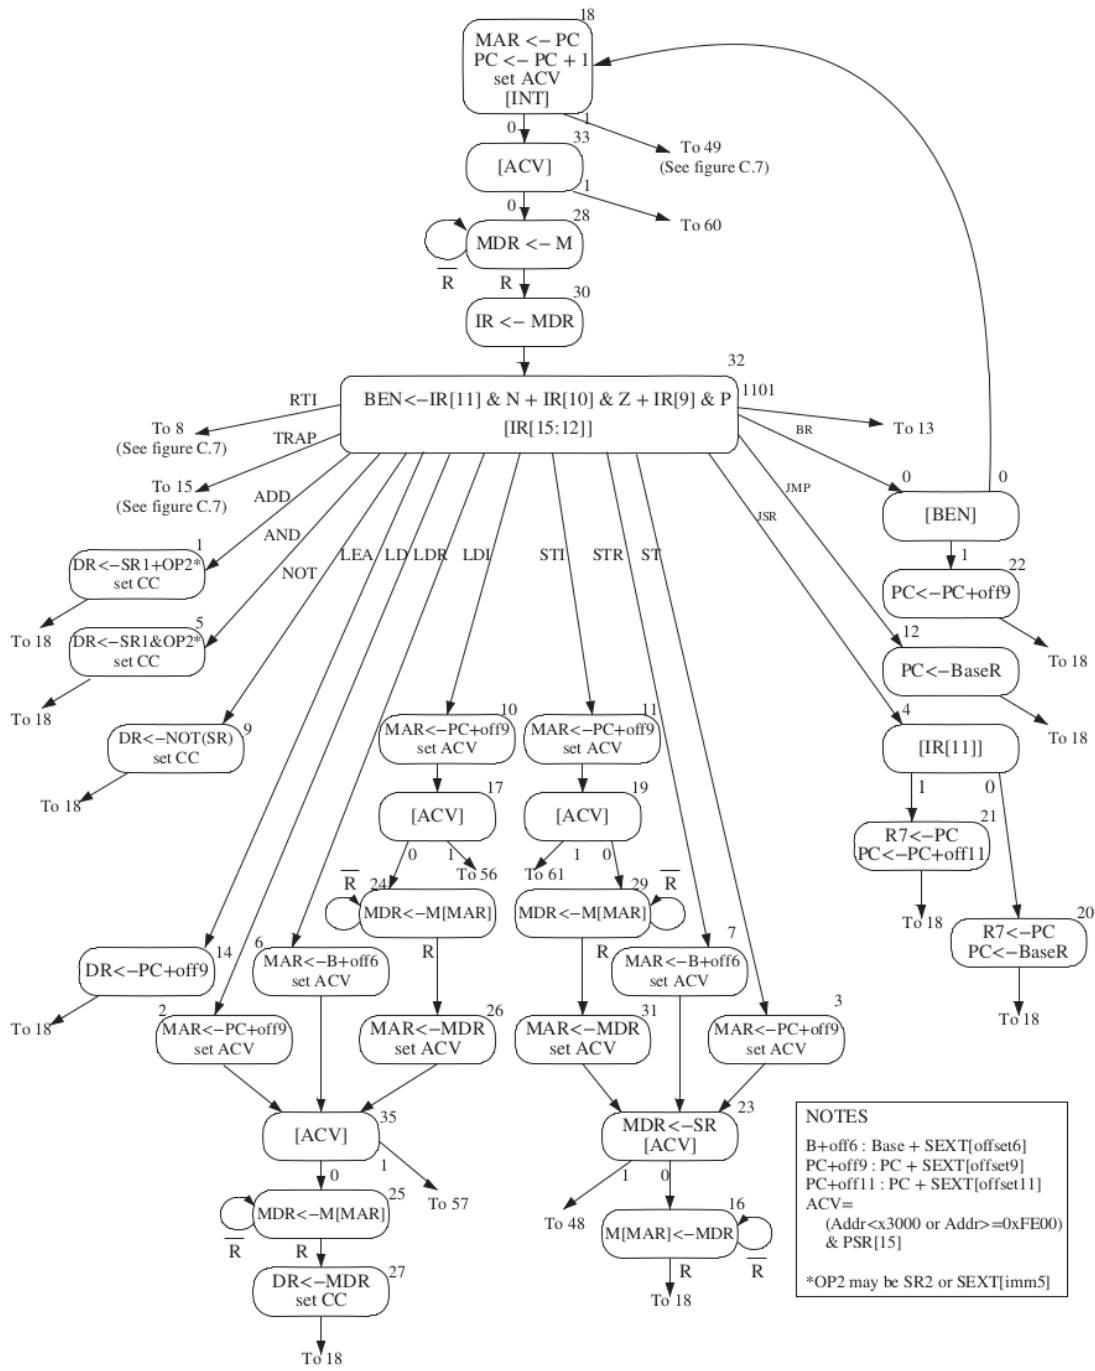 18
MAR <– PC
PC <– PC + 1
set ACV
[INT]
0
1
To 49
(See figure C.7)
33
[ACV]
0
1
To 60
28
MDR <– M
R
R
30
IR <– MDR
32
BEN<–IR[11] & N + IR[10] & Z + IR[9] & P
[IR[15:12]]
1101
To 13
RTI
To 8
(See figure C.7)
TRAP
To 15
(See figure C.7)
ADD
AND
NOT
LEA
LD
LDR
LDI
STI
STR
ST
JSR
JMP
BR
0
0
[BEN]
1
22
PC<–PC+off9
To 18
12
PC<–BaseR
To 18
4
[IR[11]]
1
0
21
R7<–PC
PC<–PC+off11
To 18
20
R7<–PC
PC<–BaseR
To 18
1
DR<–SR1+OP2*
set CC
To 18
5
DR<–SR1&OP2*
set CC
To 18
9
DR<–NOT(SR)
set CC
To 18
10
MAR<–PC+off9
set ACV
11
MAR<–PC+off9
set ACV
17
[ACV]
0
1
To 56
19
[ACV]
1
0
To 61
R
24
MDR<–M[MAR]
R
29
MDR<–M[MAR]
R
R
14
DR<–PC+off9
To 18
6
MAR<–B+off6
set ACV
7
MAR<–B+off6
set ACV
2
MAR<–PC+off9
set ACV
26
MAR<–MDR
set ACV
31
MAR<–MDR
set ACV
3
MAR<–PC+off9
set ACV
35
[ACV]
0
1
To 57
23
MDR<–SR
[ACV]
1
0
To 48
25
MDR<–M[MAR]
R
R
16
M[MAR]<–MDR
R
R
To 18
27
DR<–MDR
set CC
To 18
NOTES
B+off6 : Base + SEXT[offset6]
PC+off9 : PC + SEXT[offset9]
PC+off11 : PC + SEXT[offset11]
ACV=
(Addr<x3000 or Addr>=0xFE00)
& PSR[15]
*OP2 may be SR2 or SEXT[imm5]